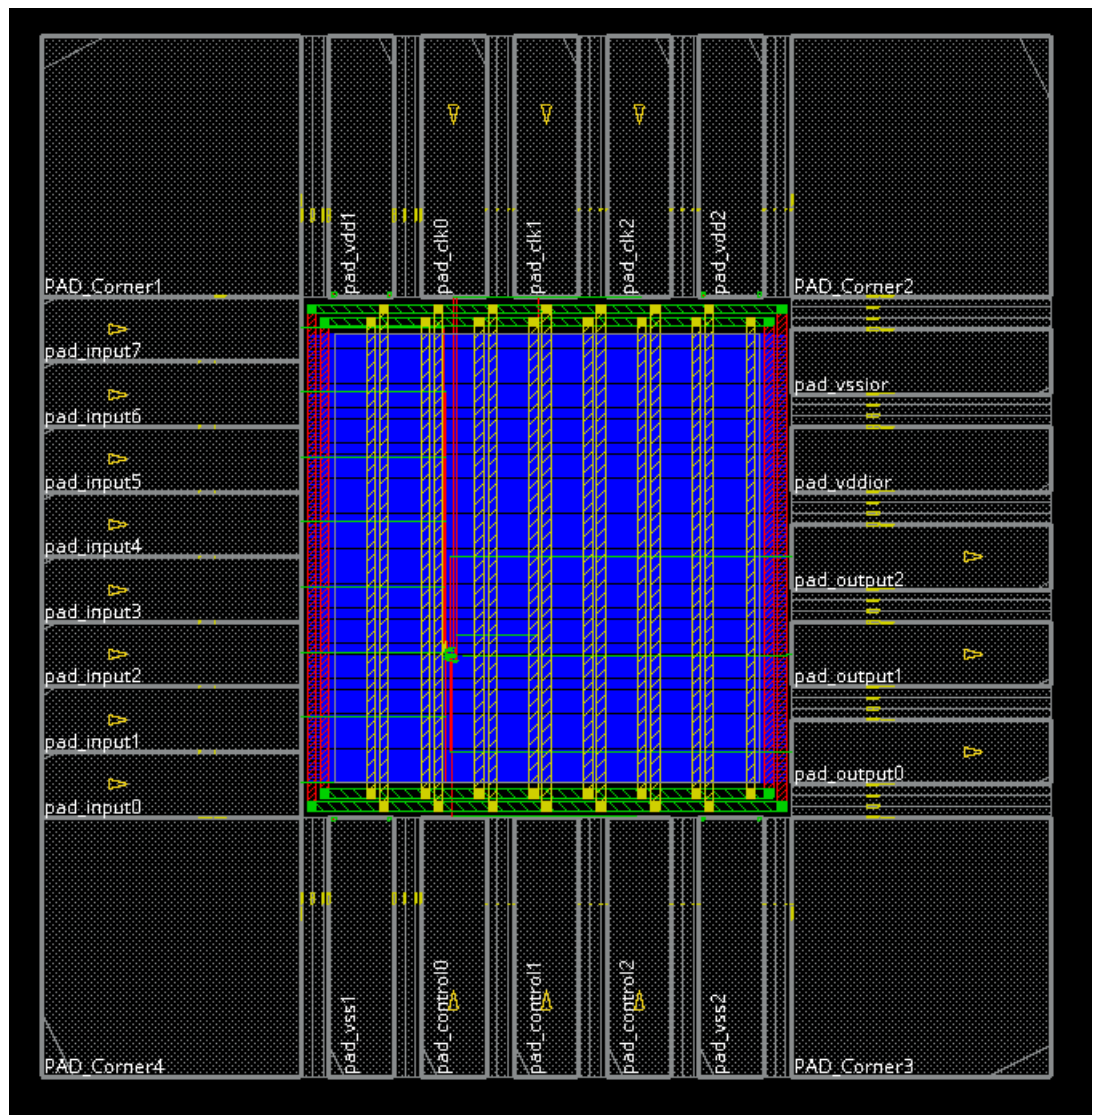 pad_vdd1
pad_clk0
pad_clk1
pad_clk2
pad_vdd2
PAD_Corner1
PAD_Corner2
pad_input7
pad_vssior
pad_input6
pad_input5
pad_vddior
pad_input4
pad_output2
pad_input3
pad_input2
pad_output1
pad_input1
pad_output0
pad_input0
pad_vss1
pad_control0
pad_control1
pad_control2
pad_vss2
PAD_Corner4
PAD_Corner3